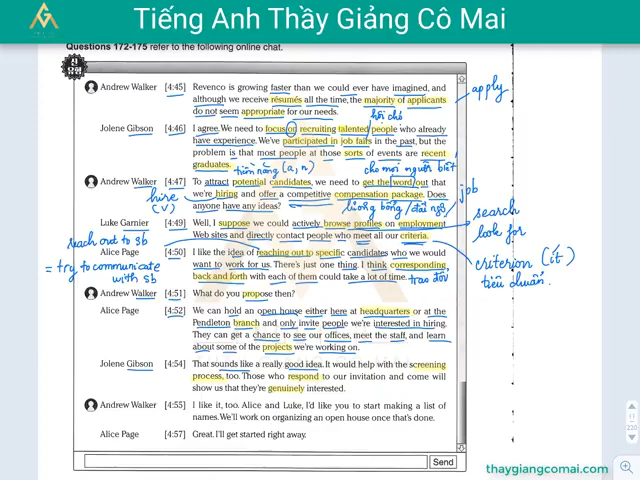 Tiếng Anh Thầy Giảng Cô Mai
Questions 172-175 refer to the following online chat.
Andrew Walker [4:45] Revenco is growing faster than we could ever have imagined, and
although we receive résumés all the time, the majority of applicants
do not seem appropriate for our needs.
apply
hội chợ
Jolene Gibson [4:46] I agree. We need to focus on recruiting talented people who already
have experience. We've participated in job fairs in the past, but the
problem is that most people at those sorts of events are recent
graduates.
tiềm năng (a, n)
cho mọi người biết
Andrew Walker [4:47] To attract potential candidates, we need to get the word out that
we're hiring and offer a competitive compensation package. Does
anyone have any ideas?
hire
(v)
lương bổng / đãi ngộ
job
Luke Garnier [4:49] Well, I suppose we could actively browse profiles on employment
Web sites and directly contact people who meet all our criteria.
search
look for
reach out to sb
= try to communicate
with sb
Alice Page [4:50] I like the idea of reaching out to specific candidates who we would
want to work for us. There's just one thing. I think corresponding
back and forth with each of them could take a lot of time.
trao đổi
criterion (ít)
tiêu chuẩn
Andrew Walker [4:51] What do you propose then?
Alice Page [4:52] We can hold an open house either here at headquarters or at the
Pendleton branch and only invite people we're interested in hiring.
They can get a chance to see our offices, meet the staff, and learn
about some of the projects we're working on.
Jolene Gibson [4:54] That sounds like a really good idea. It would help with the screening
process, too. Those who respond to our invitation and come will
show us that they're genuinely interested.
Andrew Walker [4:55] I like it, too. Alice and Luke, I'd like you to start making a list of
names. We'll work on organizing an open house once that's done.
Alice Page [4:57] Great. I'll get started right away.
Send
220
thaygiangcomai.com